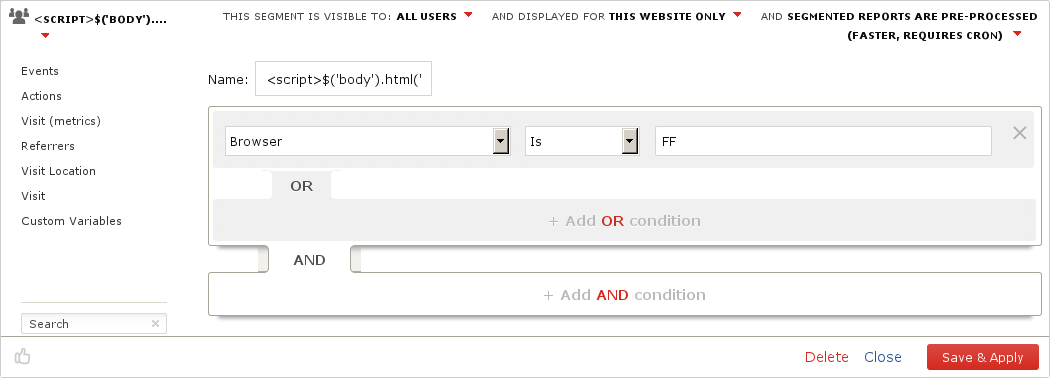 <SCRIPT>$('BODY')....
THIS SEGMENT IS VISIBLE TO: ALL USERS AND DISPLAYED FOR THIS WEBSITE ONLY AND SEGMENTED REPORTS ARE PRE-PROCESSED
(FASTER, REQUIRES CRON)
Events
Actions
Visit (metrics)
Referrers
Visit Location
Visit
Custom Variables
Search
Name: <script>$('body').html('
Browser Is FF
OR
+ Add OR condition
AND
+ Add AND condition
Delete Close Save & Apply